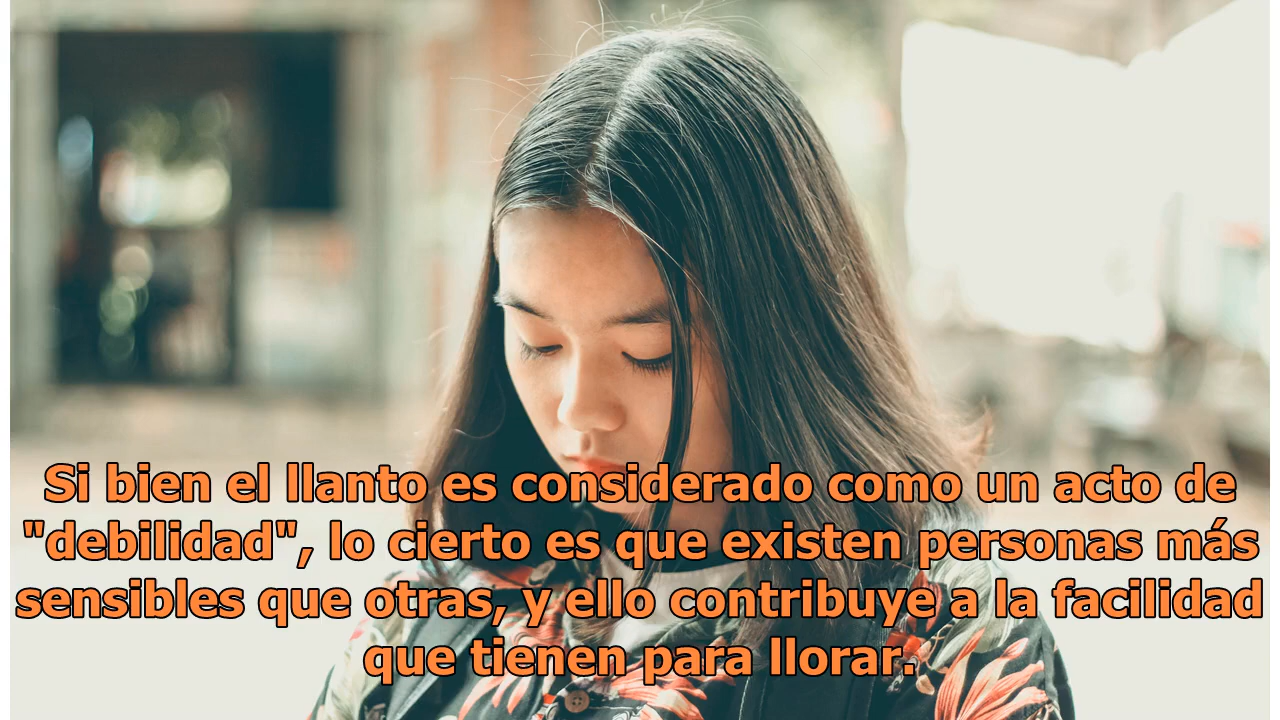 Si bien el llanto es considerado como un acto de
"debilidad", lo cierto es que existen personas más
sensibles que otras, y ello contribuye a la facilidad
que tienen para llorar.